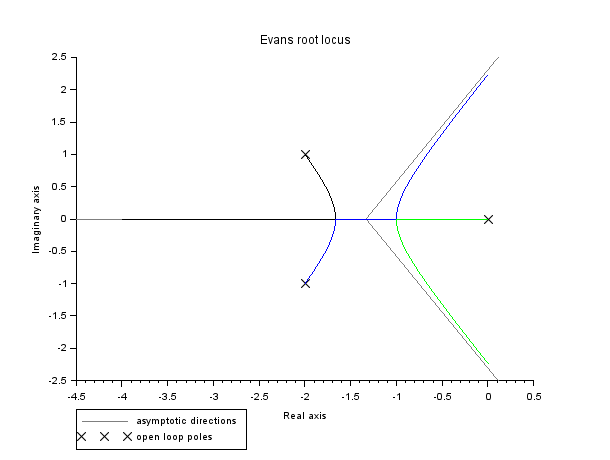 Evans root locus
2.5
2
1.5
1
0.5
0
-0.5
-1
-1.5
-2
-2.5
Imaginary axis
-4.5 -4 -3.5 -3 -2.5 -2 -1.5 -1 -0.5 0 0.5
Real axis
asymptotic directions
open loop poles